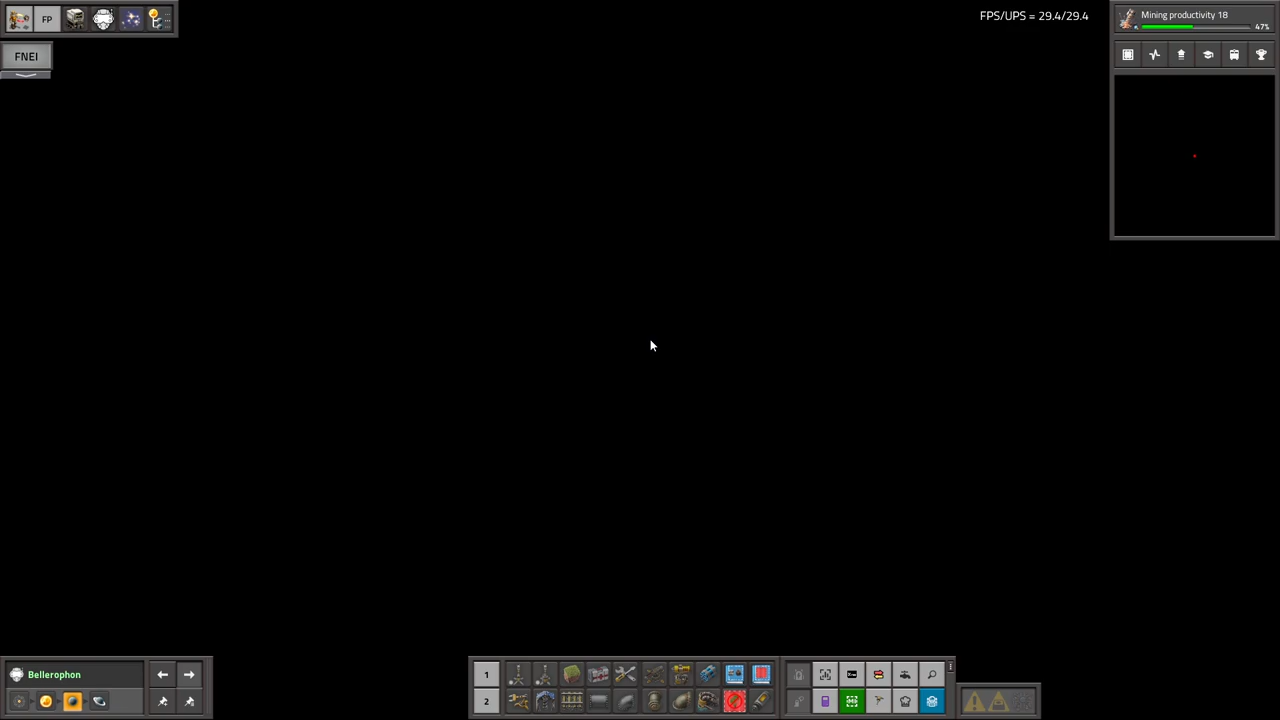 FP
FPS/UPS = 29.4/29.4
Mining productivity 18
47%
FNEI
Bellerophon
1
2